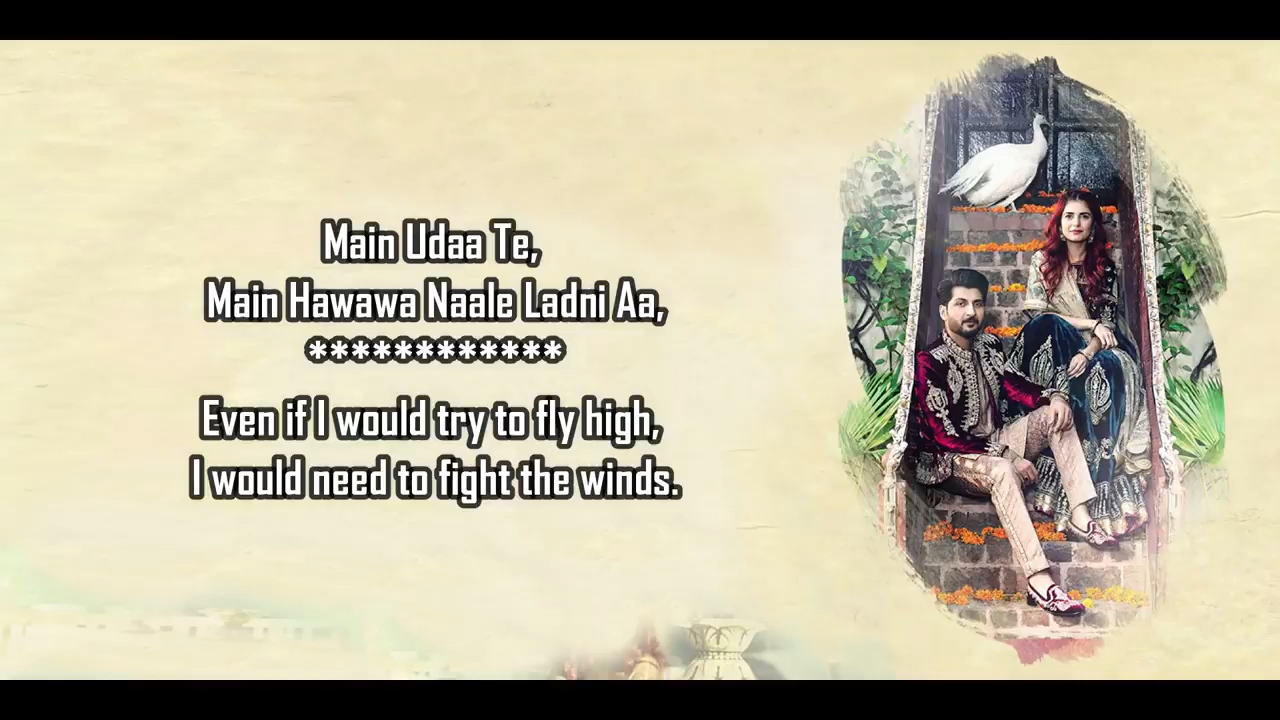 Main Udaa Te,
Main Hawawa Naale Ladni Aa,
************
Even if I would try to fly high,
I would need to fight the winds.